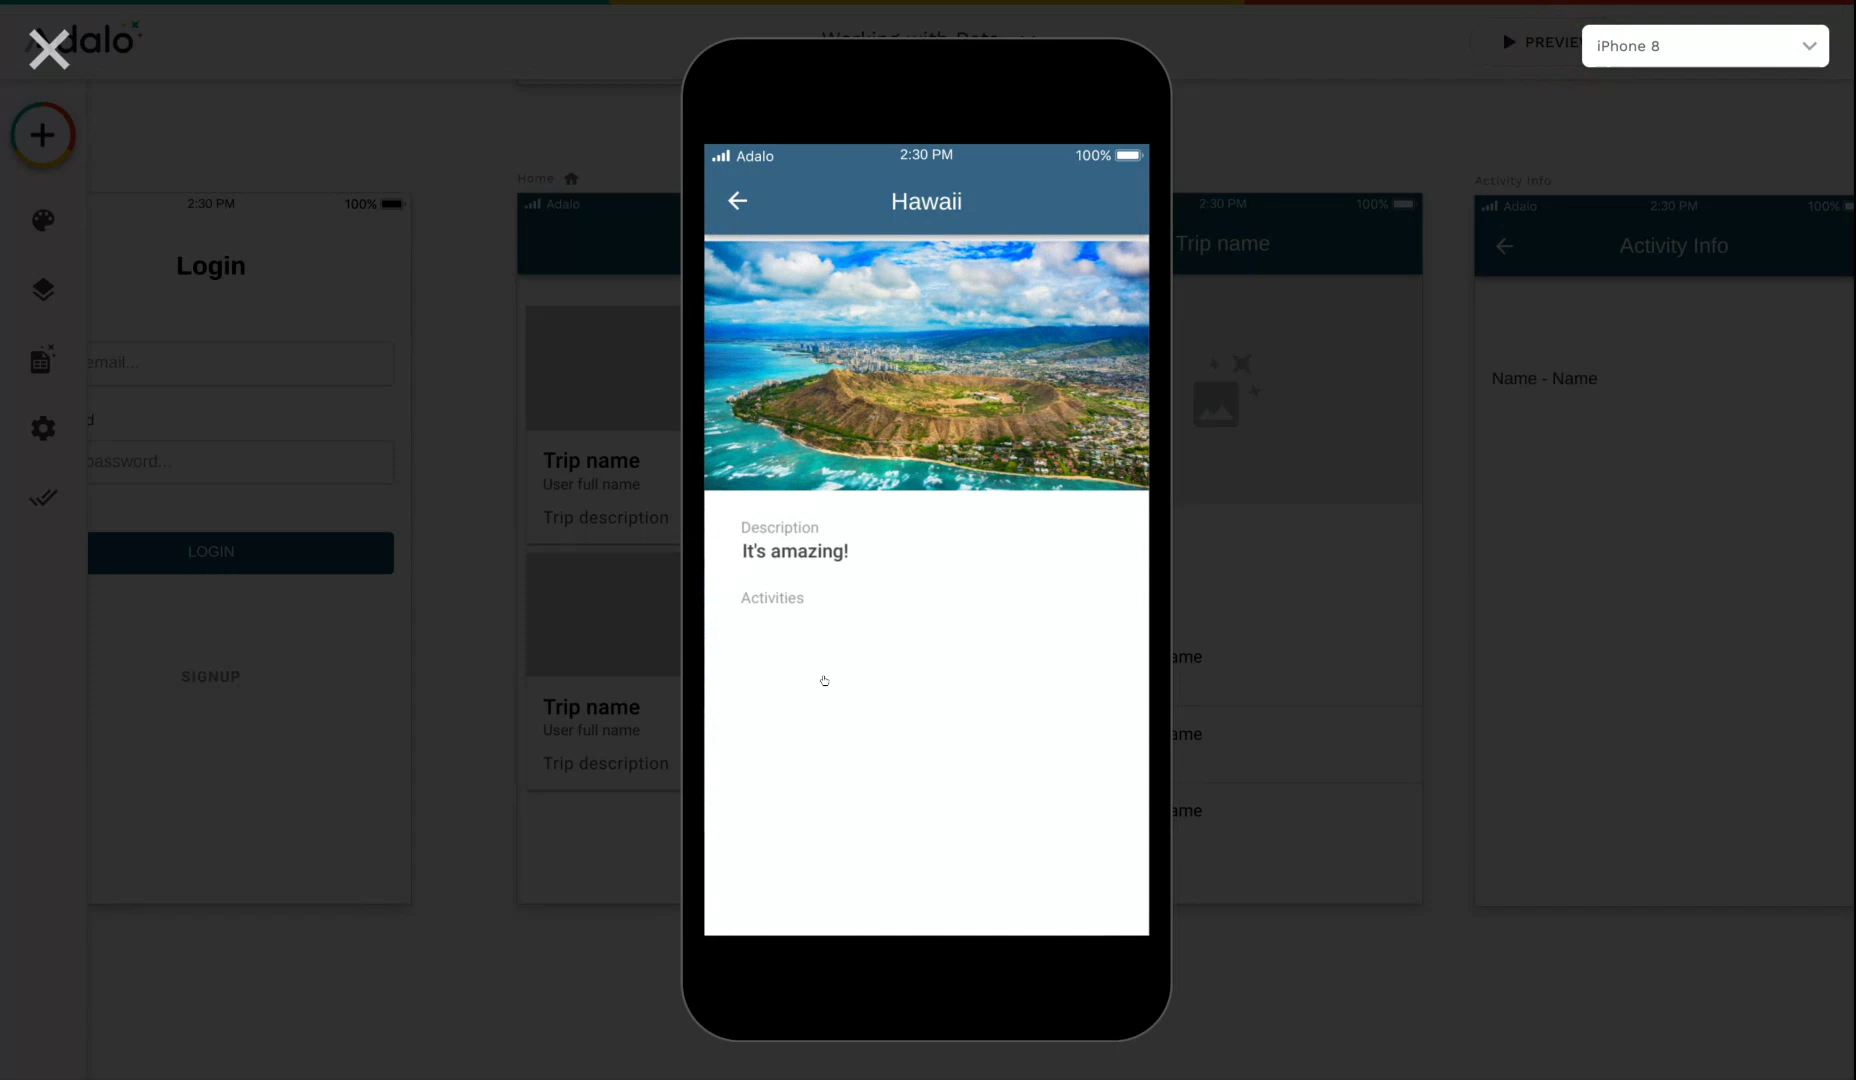 Adalo
PREVIE
iPhone 8
2:30 PM 100%
Login
email...
d
password...
LOGIN
SIGNUP
Home
Adalo
Trip name
User full name
Trip description
Trip name
User full name
Trip description
Adalo 2:30 PM 100%
Hawaii
Description
It's amazing!
Activities
2:30 PM 100%
Trip name
ame
ame
ame
Activity Info
Adalo 2:30 PM 100%
Activity Info
Name - Name